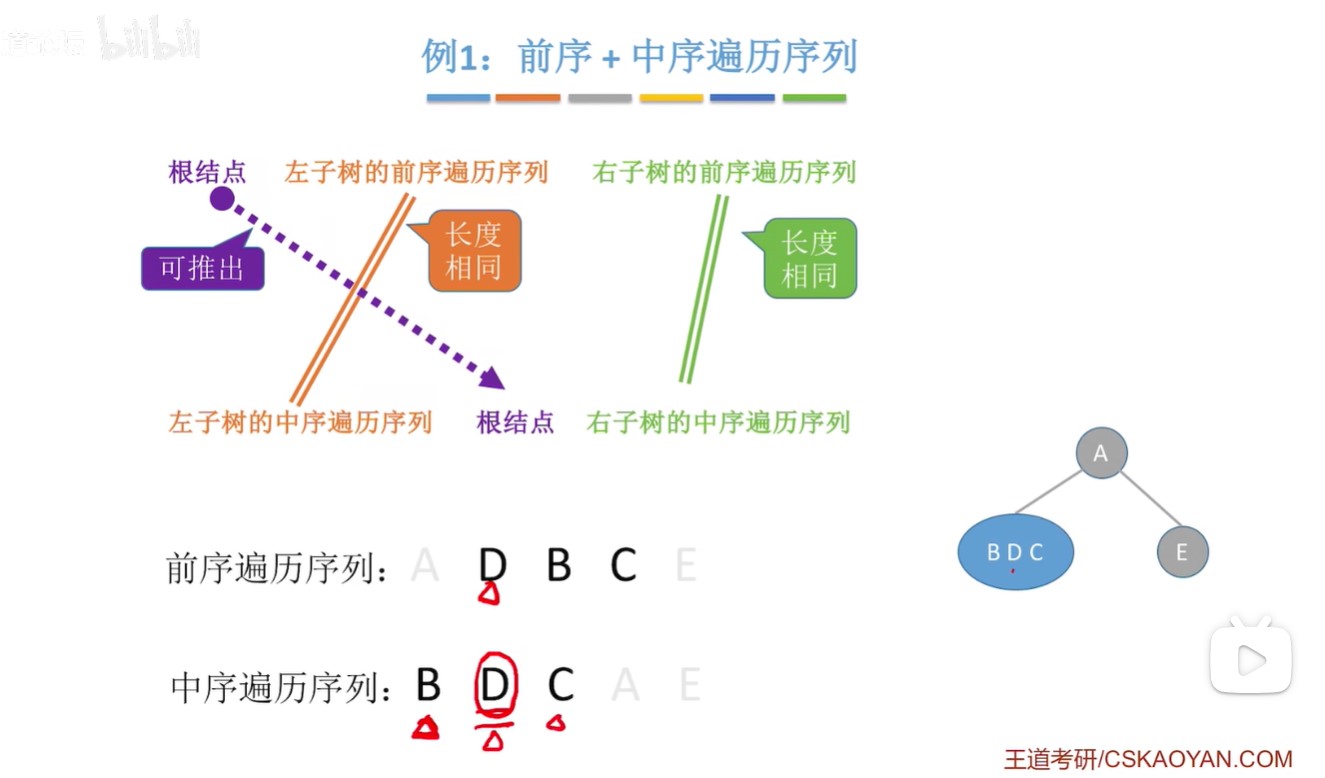 bilibili
例1：前序 + 中序遍历序列
根结点 左子树的前序遍历序列 右子树的前序遍历序列
可推出
长度
相同
长度
相同
左子树的中序遍历序列 根结点 右子树的中序遍历序列
前序遍历序列：A D B C E
中序遍历序列：B D C A E
A
B D C
E
王道考研/CSKAOYAN.COM